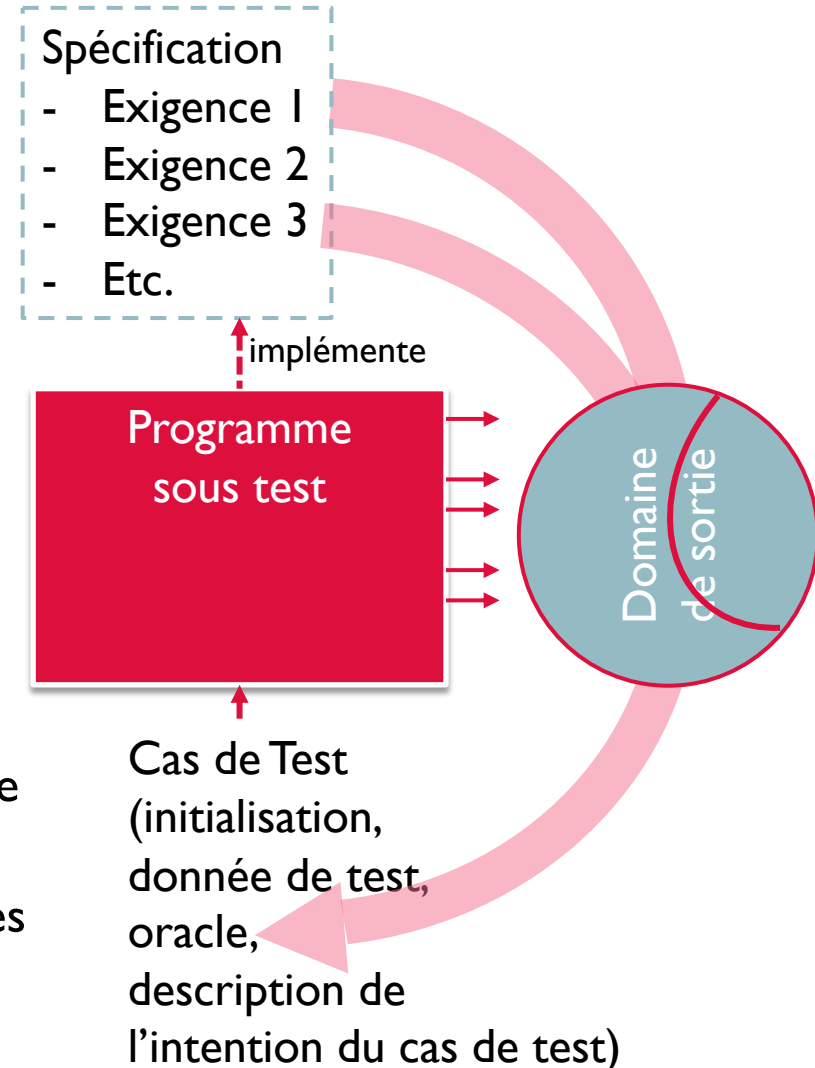 Spécification
- Exigence 1
- Exigence 2
- Exigence 3
- Etc.
implémente
Programme
sous test
Domaine
de sortie
Cas de Test
(initialisation,
donnée de test,
oracle,
description de
l’intention du cas de test)
e
es